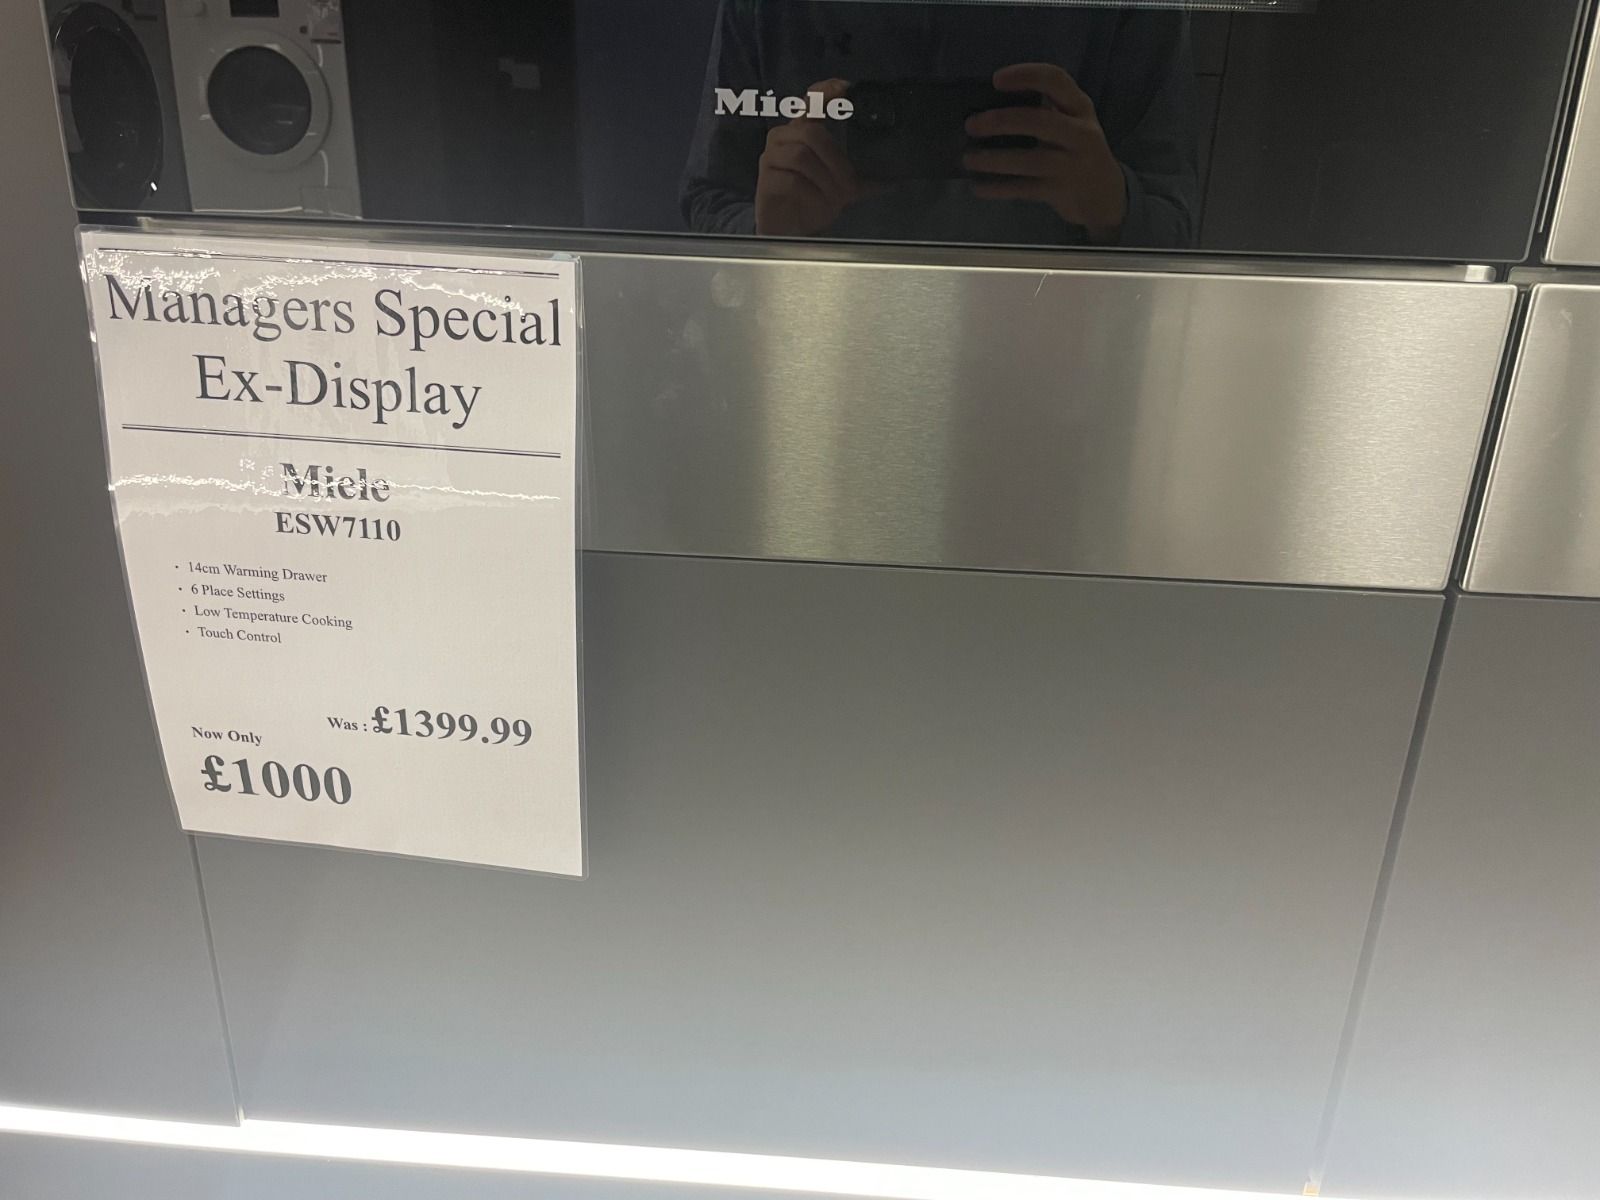 Miele
Managers Special
Ex-Display
Miele
ESW7110
· 14cm Warming Drawer
· 6 Place Settings
· Low Temperature Cooking
· Touch Control
Was : £1399.99
Now Only
£1000